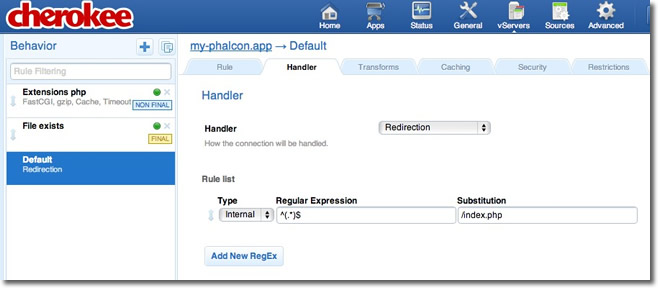 cherokee
Home
Apps
Status
General
vServers
Sources
Advanced
Behavior
Rule Filtering
Extensions php
FastCGI, gzip, Cache, Timeout
NON FINAL
File exists
FINAL
Default
Redirection
my-phalcon.app → Default
Rule
Handler
Transforms
Caching
Security
Restrictions
Handler
Handler
Redirection
How the connection will be handled.
Rule list
Type Regular Expression Substitution
Internal ^(.*)$ /index.php
Add New RegEx